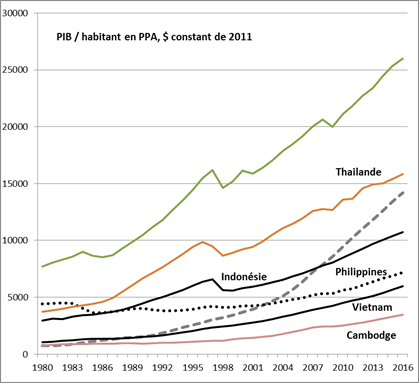 PIB / habitant en PPA, $ constant de 2011
30000
25000
20000
15000
10000
5000
0
Thailande
Indonésie
Philippines
Vietnam
Cambodge
1980 1983 1986 1989 1992 1995 1998 2001 2004 2007 2010 2013 2016